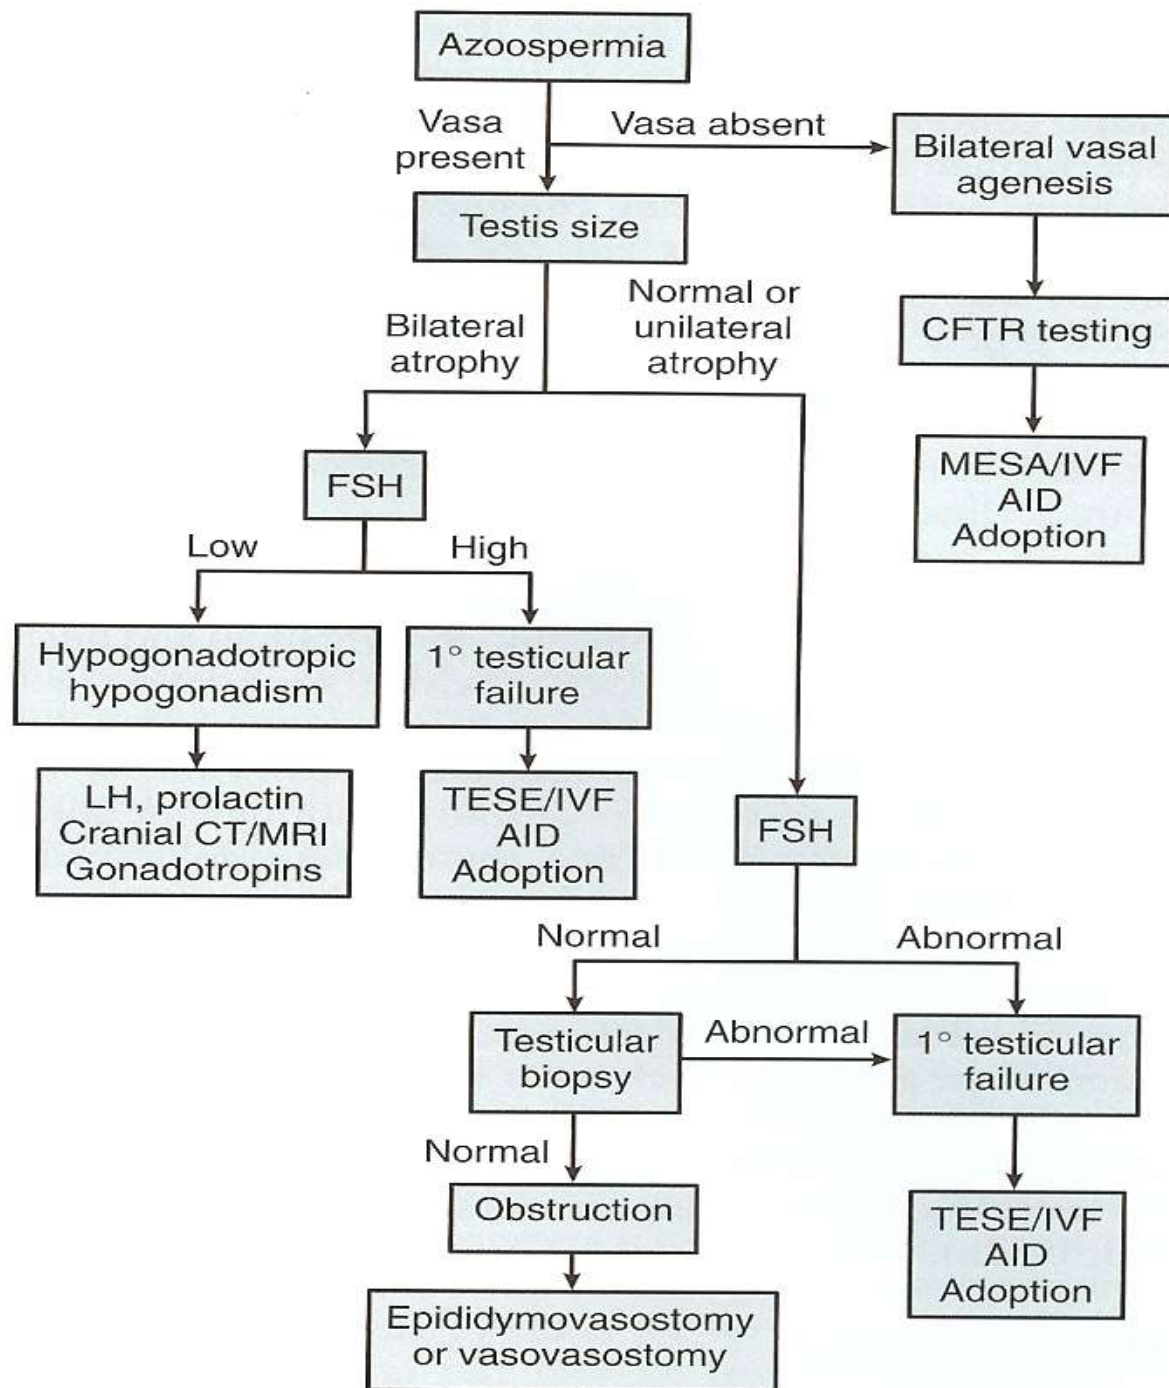 Azoospermia
Vasa
present
Vasa absent
Bilateral vasal
agenesis
Testis size
CFTR testing
MESA/IVF
AID
Adoption
Bilateral
atrophy
Normal or
unilateral
atrophy
FSH
Low
High
Hypogonadotropic
hypogonadism
1° testicular
failure
LH, prolactin
Cranial CT/MRI
Gonadotropins
TESE/IVF
AID
Adoption
FSH
Normal
Abnormal
Testicular
biopsy
Abnormal
1° testicular
failure
Normal
Obstruction
TESE/IVF
AID
Adoption
Epididymovasostomy
or vasovasostomy